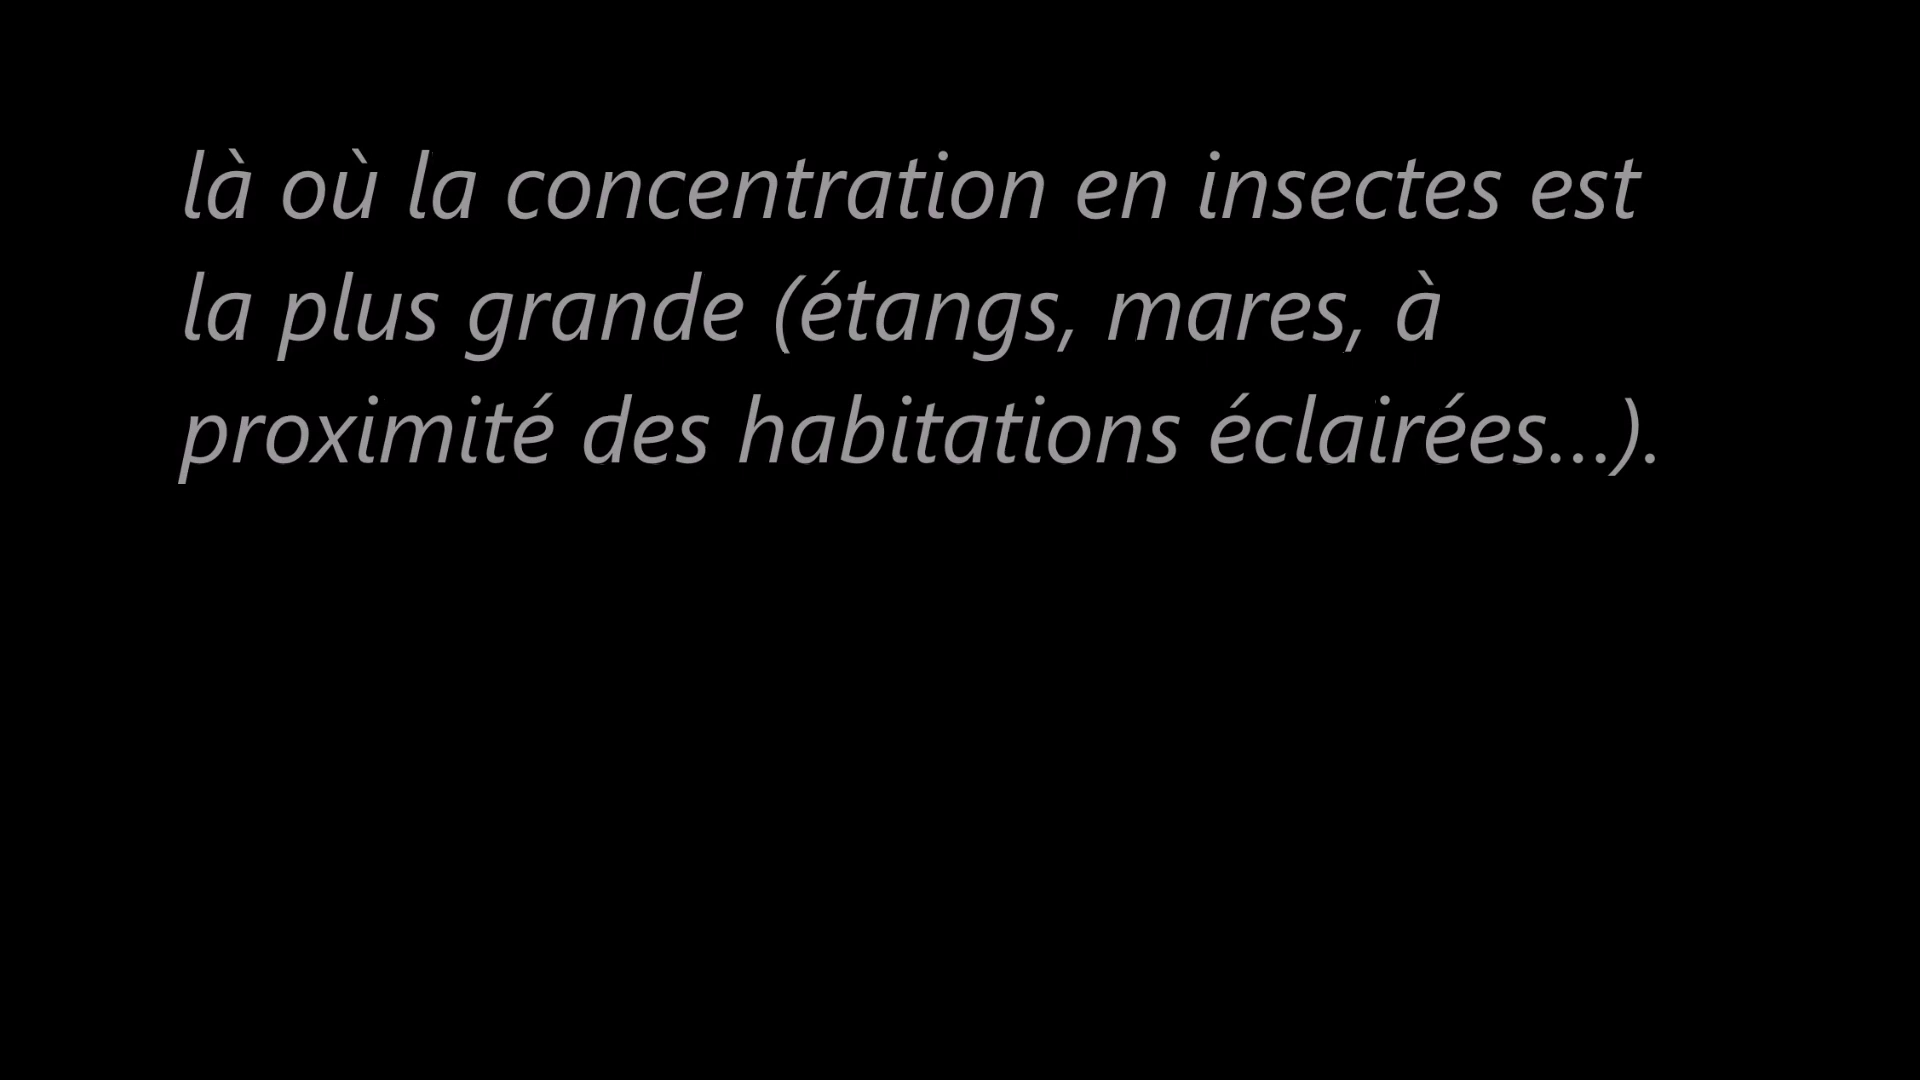 là où la concentration en insectes est
la plus grande (étangs, mares, à
proximité des habitations éclairées...).